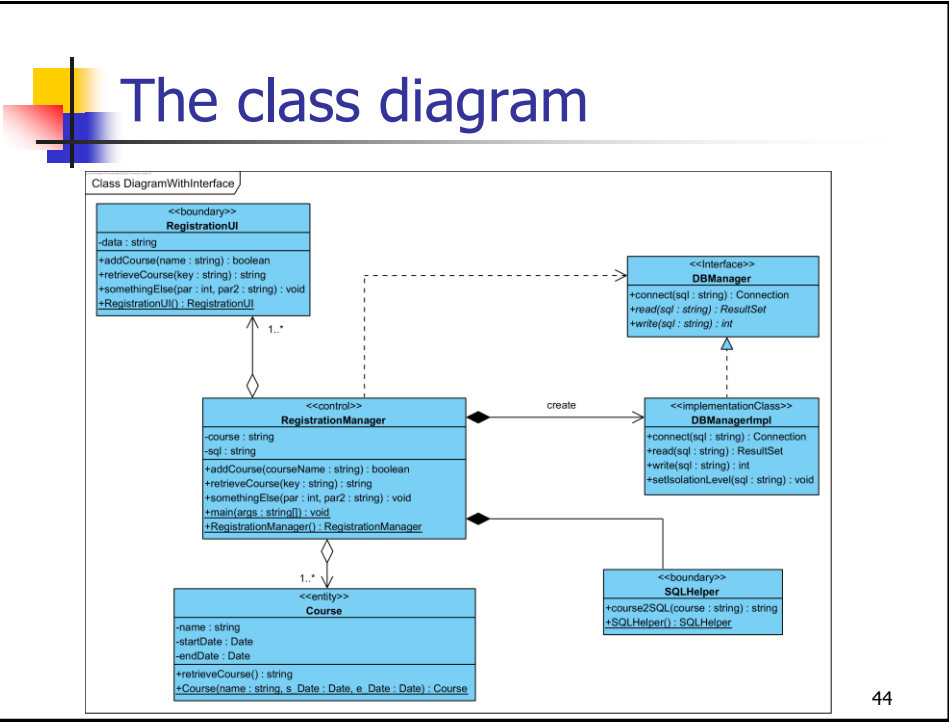 The class diagram
Class DiagramWithInterface
<<boundary>>
RegistrationUI
-data : string
+addCourse(name : string) : boolean
+retrieveCourse(key : string) : string
+somethingElse(par : int, par2 : string) : void
+RegistrationUI() : RegistrationUI
1..*
<<Interface>>
DBManager
+connect(sql : string) : Connection
+read(sql : string) : ResultSet
+write(sql : string) : int
<<control>>
RegistrationManager
-course : string
-sql : string
+addCourse(courseName : string) : boolean
+retrieveCourse(key : string) : string
+somethingElse(par : int, par2 : string) : void
+main(args : string[]) : void
+RegistrationManager() : RegistrationManager
create
<<implementationClass>>
DBManagerImpl
+connect(sql : string) : Connection
+read(sql : string) : ResultSet
+write(sql : string) : int
+setIsolationLevel(sql : string) : void
1..*
<<entity>>
Course
-name : string
-startDate : Date
-endDate : Date
+retrieveCourse() : string
+Course(name : string, s_Date : Date, e_Date : Date) : Course
<<boundary>>
SQLHelper
+course2SQL(course : string) : string
+SQLHelper() : SQLHelper
44